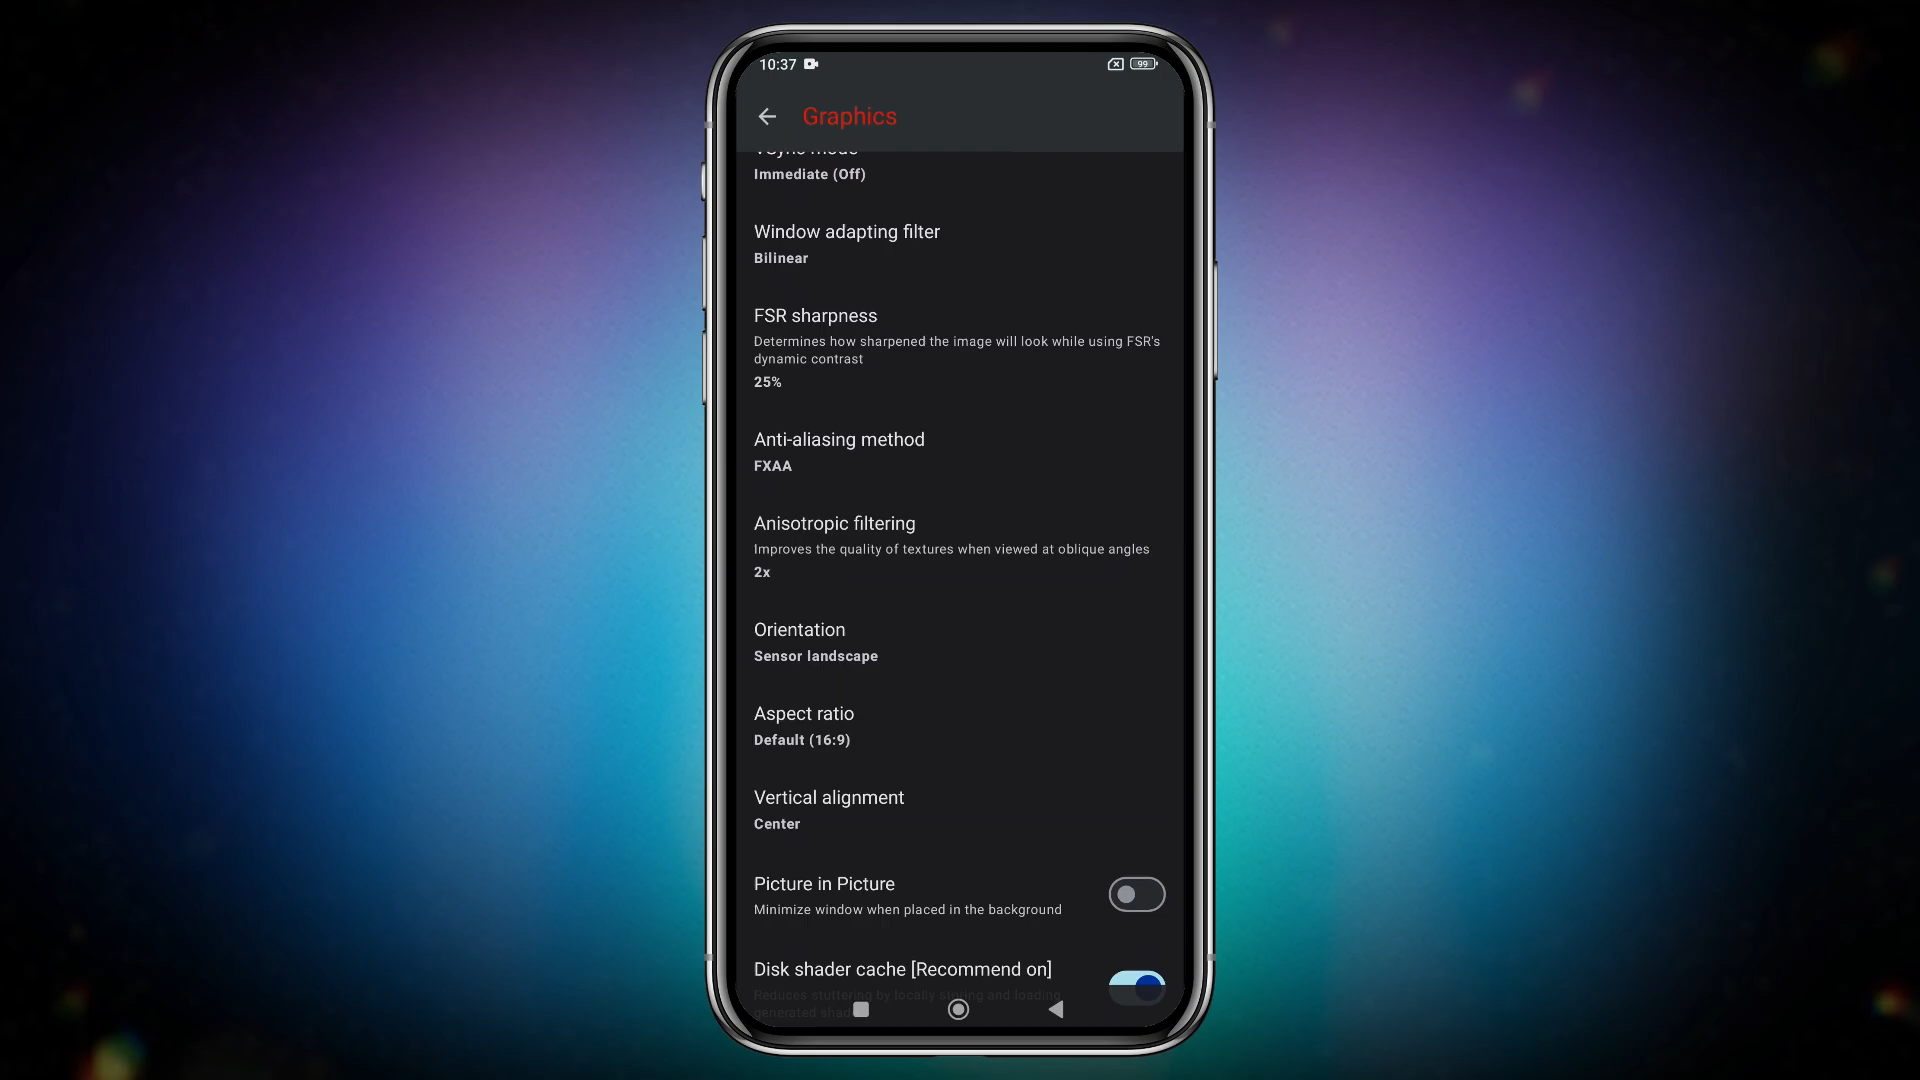 10:37
99
Graphics
VSync mode
Immediate (Off)
Window adapting filter
Bilinear
FSR sharpness
Determines how sharpened the image will look while using FSR's
dynamic contrast
25%
Anti-aliasing method
FXAA
Anisotropic filtering
Improves the quality of textures when viewed at oblique angles
2x
Orientation
Sensor landscape
Aspect ratio
Default (16:9)
Vertical alignment
Center
Picture in Picture
Minimize window when placed in the background
Disk shader cache [Recommend on]
Reduces stuttering by locally storing and loading
generated